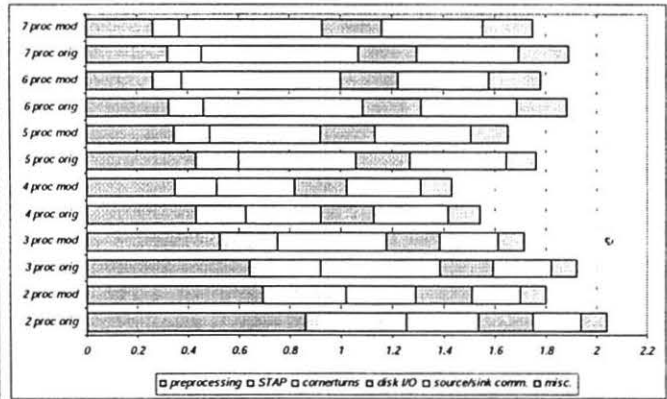 7 proc mod
7 proc orig
6 proc mod
6 proc orig
5 proc mod
5 proc orig
4 proc mod
4 proc orig
3 proc mod
3 proc orig
2 proc mod
2 proc orig
0 0.2 0.4 0.6 0.8 1 1.2 1.4 1.6 1.8 2 2.2
preprocessing STAP cornerturns disk I/O source/sink comm. misc.